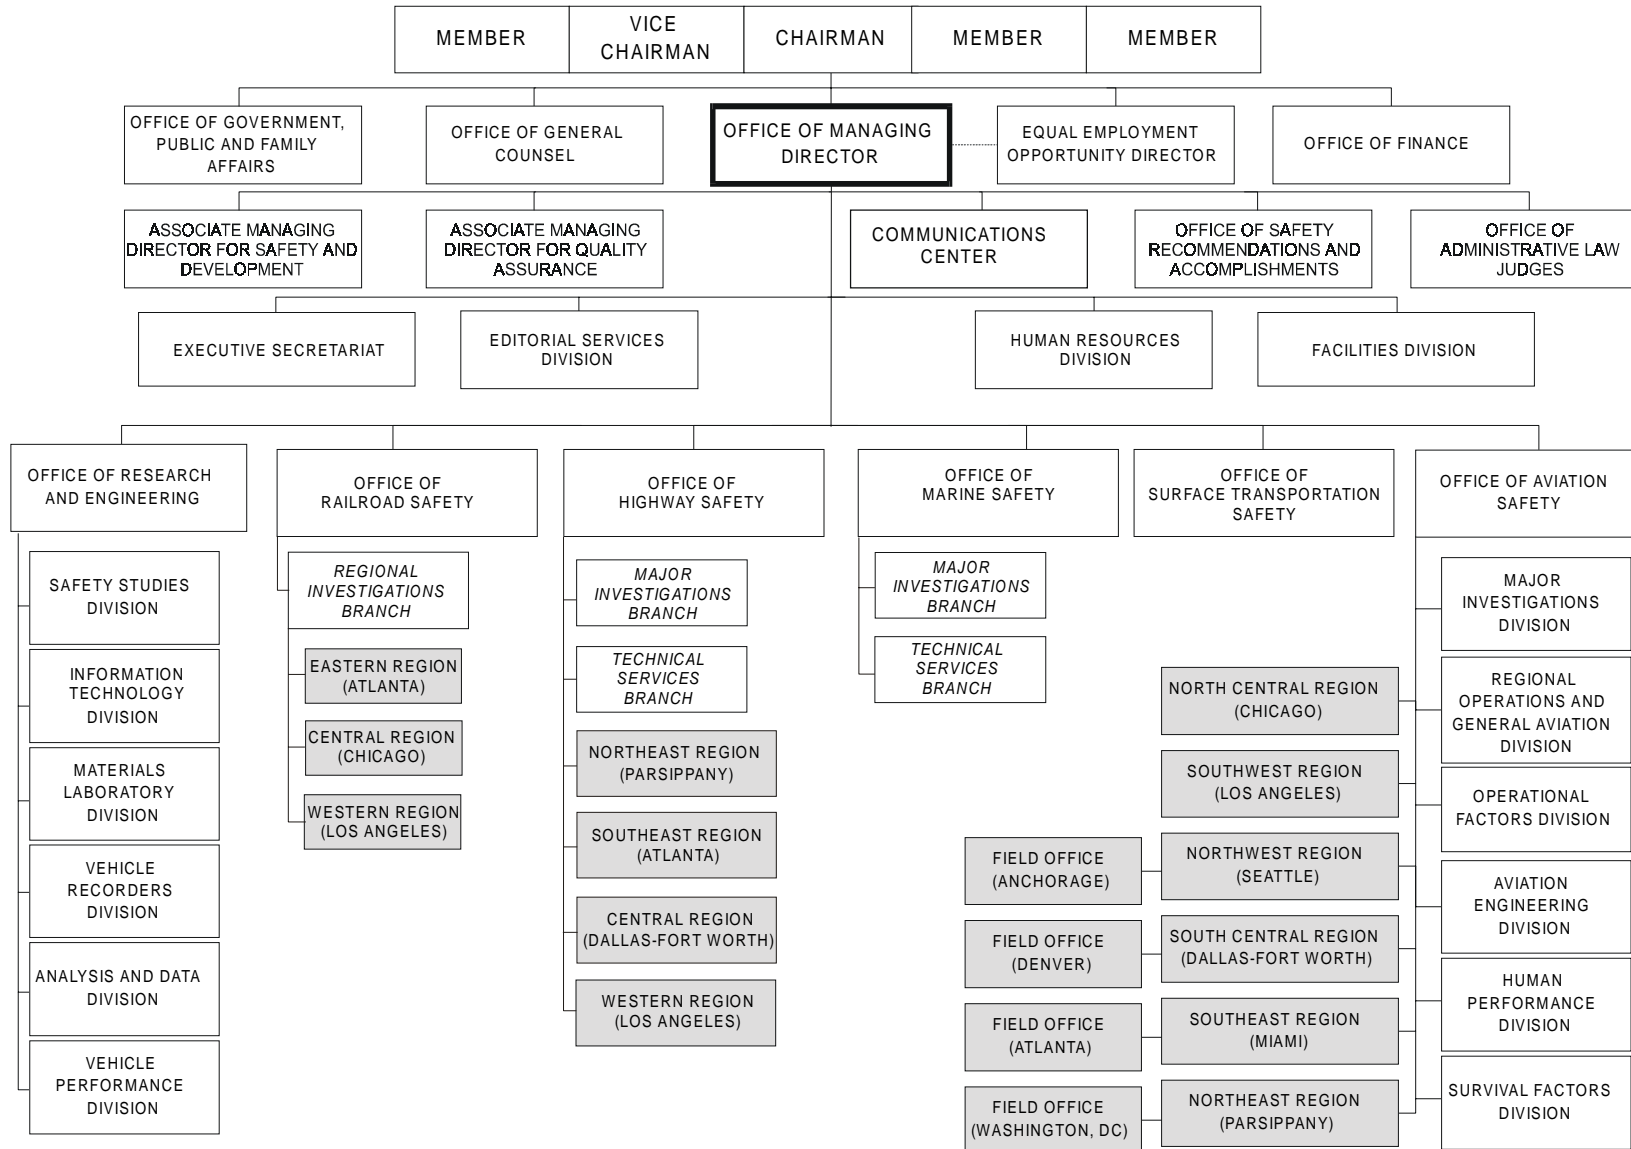 MEMBER
VICE
CHAIRMAN
CHAIRMAN
MEMBER
MEMBER
OFFICE OF GOVERNMENT,
PUBLIC AND FAMILY
AFFAIRS
OFFICE OF GENERAL
COUNSEL
OFFICE OF MANAGING
DIRECTOR
EQUAL EMPLOYMENT
OPPORTUNITY DIRECTOR
OFFICE OF FINANCE
ASSOCIATE MANAGING
DIRECTOR FOR SAFETY AND
DEVELOPMENT
ASSOCIATE MANAGING
DIRECTOR FOR QUALITY
ASSURANCE
COMMUNICATIONS
CENTER
OFFICE OF SAFETY
RECOMMENDATIONS AND
ACCOMPLISHMENTS
OFFICE OF
ADMINISTRATIVE LAW
JUDGES
EXECUTIVE SECRETARIAT
EDITORIAL SERVICES
DIVISION
HUMAN RESOURCES
DIVISION
FACILITIES DIVISION
OFFICE OF RESEARCH
AND ENGINEERING
OFFICE OF
RAILROAD SAFETY
OFFICE OF
HIGHWAY SAFETY
OFFICE OF
MARINE SAFETY
OFFICE OF
SURFACE TRANSPORTATION
SAFETY
OFFICE OF AVIATION
SAFETY
SAFETY STUDIES
DIVISION
INFORMATION
TECHNOLOGY
DIVISION
MATERIALS
LABORATORY
DIVISION
VEHICLE
RECORDERS
DIVISION
ANALYSIS AND DATA
DIVISION
VEHICLE
PERFORMANCE
DIVISION
REGIONAL
INVESTIGATIONS
BRANCH
EASTERN REGION
(ATLANTA)
CENTRAL REGION
(CHICAGO)
WESTERN REGION
(LOS ANGELES)
MAJOR
INVESTIGATIONS
BRANCH
TECHNICAL
SERVICES
BRANCH
NORTHEAST REGION
(PARSIPPANY)
SOUTHEAST REGION
(ATLANTA)
CENTRAL REGION
(DALLAS-FORT WORTH)
WESTERN REGION
(LOS ANGELES)
MAJOR
INVESTIGATIONS
BRANCH
TECHNICAL
SERVICES
BRANCH
FIELD OFFICE
(ANCHORAGE)
FIELD OFFICE
(DENVER)
FIELD OFFICE
(ATLANTA)
FIELD OFFICE
(WASHINGTON, DC)
NORTH CENTRAL REGION
(CHICAGO)
SOUTHWEST REGION
(LOS ANGELES)
NORTHWEST REGION
(SEATTLE)
SOUTH CENTRAL REGION
(DALLAS-FORT WORTH)
SOUTHEAST REGION
(MIAMI)
NORTHEAST REGION
(PARSIPPANY)
MAJOR
INVESTIGATIONS
DIVISION
REGIONAL
OPERATIONS AND
GENERAL AVIATION
DIVISION
OPERATIONAL
FACTORS DIVISION
AVIATION
ENGINEERING
DIVISION
HUMAN
PERFORMANCE
DIVISION
SURVIVAL FACTORS
DIVISION